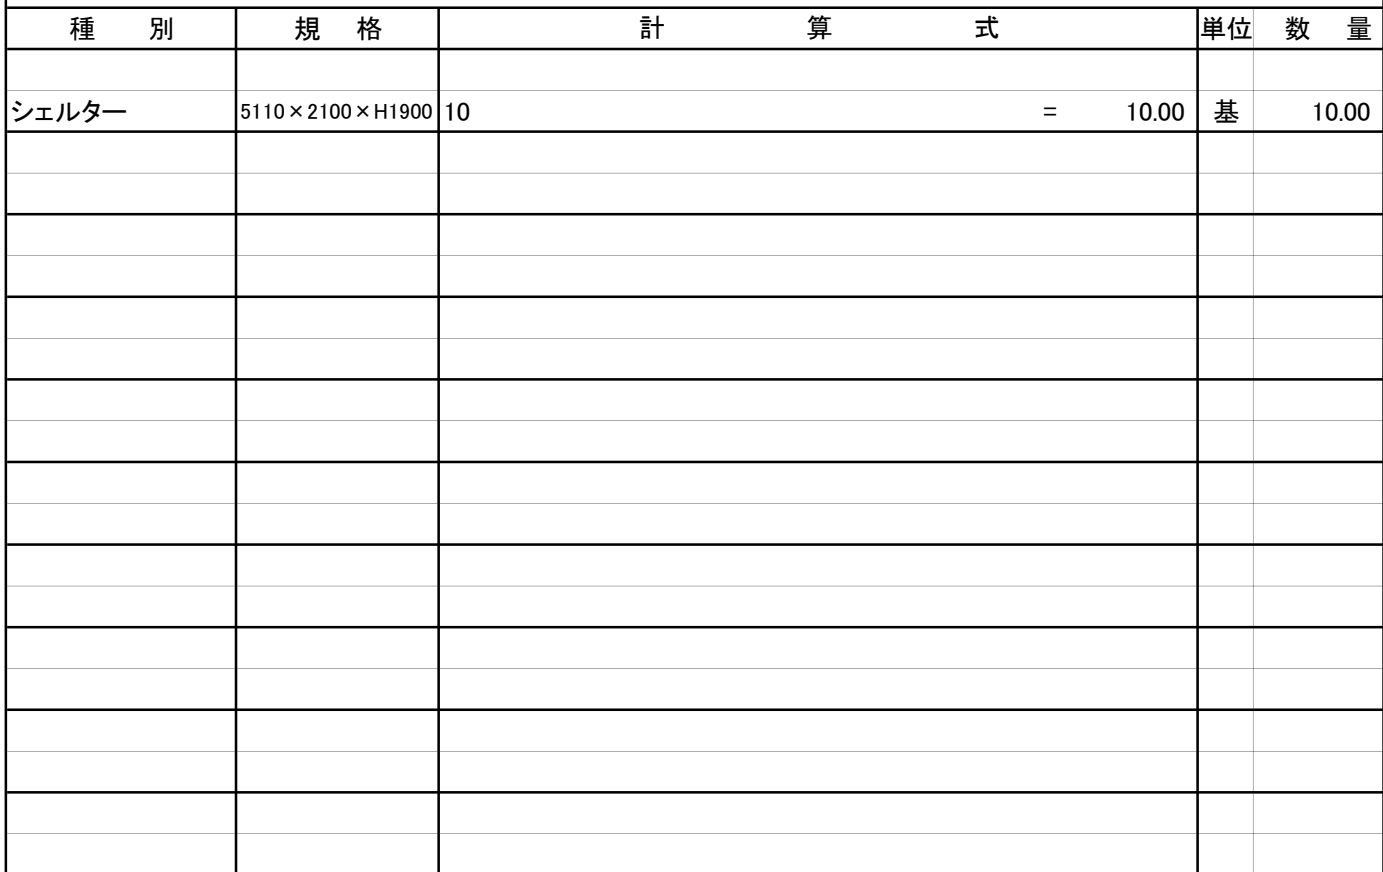 種 別 規 格 計 算 式 単位 数 量
シェルター 5110×2100×H1900 10 = 10.00 基 10.00